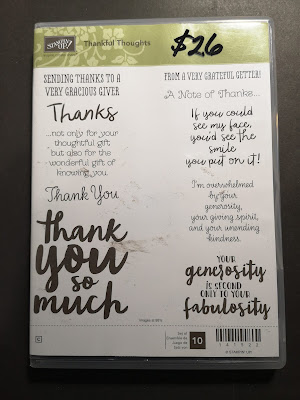 STAMPIN' UP!
Thankful Thoughts
$26
SENDING THANKS TO A
VERY GRACIOUS GIVER
Thanks
...not only for your
thoughtful gift
but also for the
wonderful gift of
knowing you.
Thank You
thank
you
so
much
FROM A VERY GRATEFUL GETTER!
A Note of Thanks...
If you could
see my face,
you'd see the
smile
you put on it!
I'm overwhelmed
by your
generosity,
your giving spirit,
and your unending
kindness.
YOUR
generosity
IS SECOND
ONLY TO YOUR
fabulosity
Set of
10